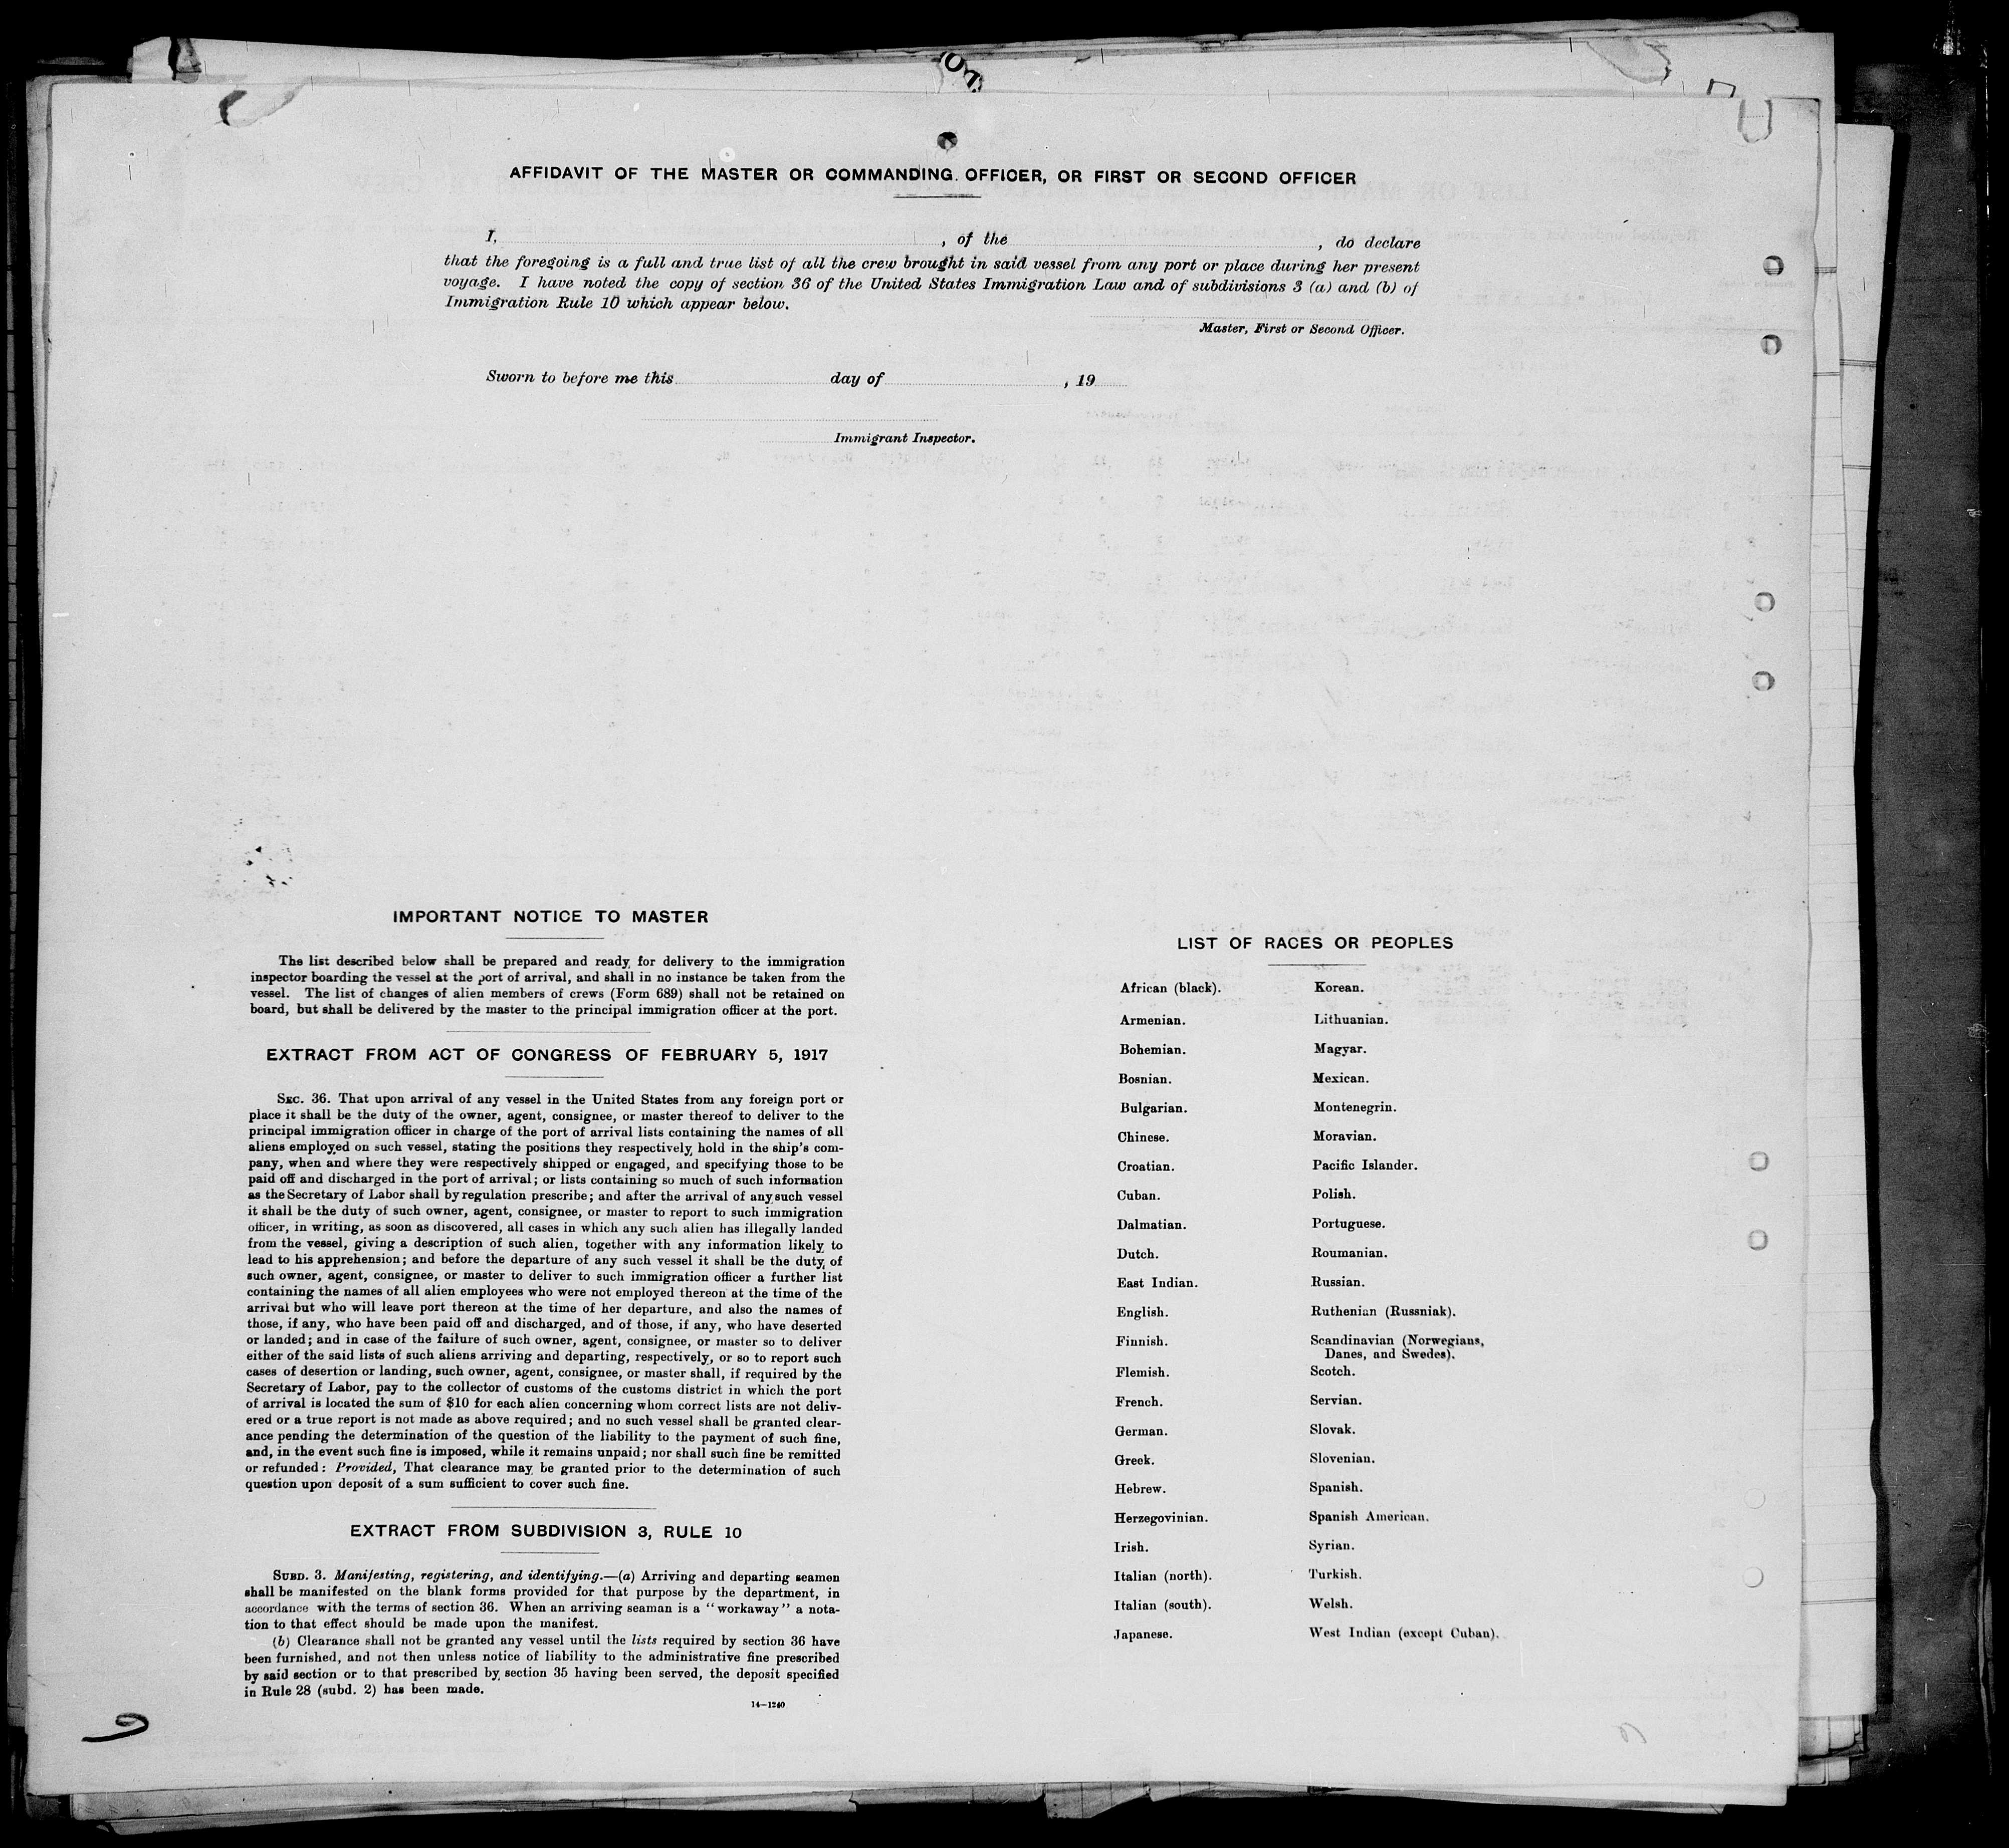 AFFIDAVIT OF THE MASTER OR COMMANDING OFFICER, OR FIRST OR SECOND OFFICER
I, , of the , do declare
that the foregoing is a full and true list of all the crew brought in said vessel from any port or place during her present
voyage. I have noted the copy of section 36 of the United States Immigration Law and of subdivisions 3 (a) and (b) of
Immigration Rule 10 which appear below.
Master, First or Second Officer.
Sworn to before me this day of , 19
Immigrant Inspector.
IMPORTANT NOTICE TO MASTER
The list described below shall be prepared and ready for delivery to the immigration
inspector boarding the vessel at the port of arrival, and shall in no instance be taken from the
vessel. The list of changes of alien members of crews (Form 689) shall not be retained on
board, but shall be delivered by the master to the principal immigration officer at the port.
EXTRACT FROM ACT OF CONGRESS OF FEBRUARY 5, 1917
SEC. 36. That upon arrival of any vessel in the United States from any foreign port or
place it shall be the duty of the owner, agent, consignee, or master thereof to deliver to the
principal immigration officer in charge of the port of arrival lists containing the names of all
aliens employed on such vessel, stating the positions they respectively hold in the ship's com-
pany, when and where they were respectively shipped or engaged, and specifying those to be
paid off and discharged in the port of arrival; or lists containing so much of such information
as the Secretary of Labor shall by regulation prescribe; and after the arrival of any such vessel
it shall be the duty of such owner, agent, consignee, or master to report to such immigration
officer, in writing, as soon as discovered, all cases in which any such alien has illegally landed
from the vessel, giving a description of such alien, together with any information likely to
lead to his apprehension; and before the departure of any such vessel it shall be the duty of
such owner, agent, consignee, or master to deliver to such immigration officer a further list
containing the names of all alien employees who were not employed thereon at the time of the
arrival but who will leave port thereon at the time of her departure, and also the names of
those, if any, who have been paid off and discharged, and of those, if any, who have deserted
or landed; and in case of the failure of such owner, agent, consignee, or master so to deliver
either of the said lists of such aliens arriving and departing, respectively, or so to report such
cases of desertion or landing, such owner, agent, consignee, or master shall, if required by the
Secretary of Labor, pay to the collector of customs of the customs district in which the port
of arrival is located the sum of $10 for each alien concerning whom correct lists are not deliv-
ered or a true report is not made as above required; and no such vessel shall be granted clear-
ance pending the determination of the question of the liability to the payment of such fine,
and, in the event such fine is imposed, while it remains unpaid; nor shall such fine be remitted
or refunded: Provided, That clearance may be granted prior to the determination of such
question upon deposit of a sum sufficient to cover such fine.
EXTRACT FROM SUBDIVISION 3, RULE 10
SUBD. 3. Manifesting, registering, and identifying.—(a) Arriving and departing seamen
shall be manifested on the blank forms provided for that purpose by the department, in
accordance with the terms of section 36. When an arriving seaman is a "workaway" a nota-
tion to that effect should be made upon the manifest.
(b) Clearance shall not be granted any vessel until the lists required by section 36 have
been furnished, and not then unless notice of liability to the administrative fine prescribed
by said section or to that prescribed by section 35 having been served, the deposit specified
in Rule 28 (subd. 2) has been made.
14—1240
LIST OF RACES OR PEOPLES
African (black). Korean.
Armenian. Lithuanian.
Bohemian. Magyar.
Bosnian. Mexican.
Bulgarian. Montenegrin.
Chinese. Moravian.
Croatian. Pacific Islander.
Cuban. Polish.
Dalmatian. Portuguese.
Dutch. Roumanian.
East Indian. Russian.
English. Ruthenian (Russniak).
Finnish. Scandinavian (Norwegians,
Danes, and Swedes).
Flemish. Scotch.
French. Servian.
German. Slovak.
Greek. Slovenian.
Hebrew. Spanish.
Herzegovinian. Spanish American.
Irish. Syrian.
Italian (north). Turkish.
Italian (south). Welsh.
Japanese. West Indian (except Cuban).